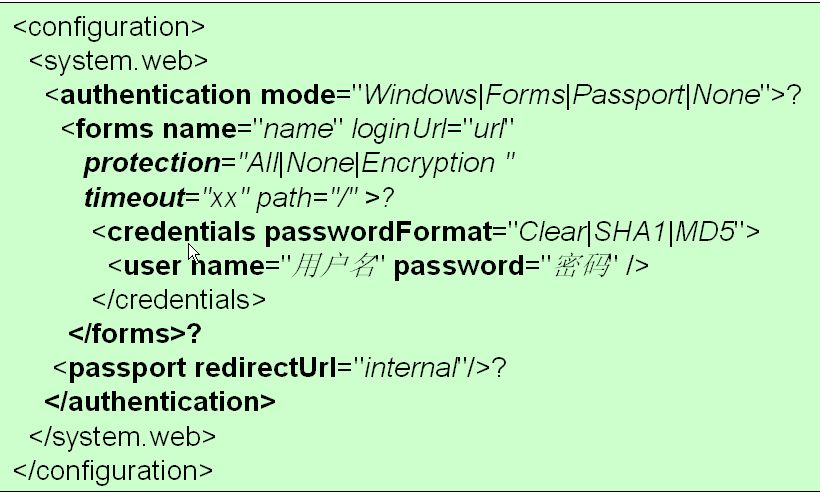 <configuration>
<system.web>
<authentication mode="Windows|Forms|Passport|None">?
<forms name="name" loginUrl="url"
protection="All|None|Encryption "
timeout="xx" path="/" >?
<credentials passwordFormat="Clear|SHA1|MD5">
<user name="用户名" password="密码" />
</credentials>
</forms>?
<passport redirectUrl="internal"/>?
</authentication>
</system.web>
</configuration>